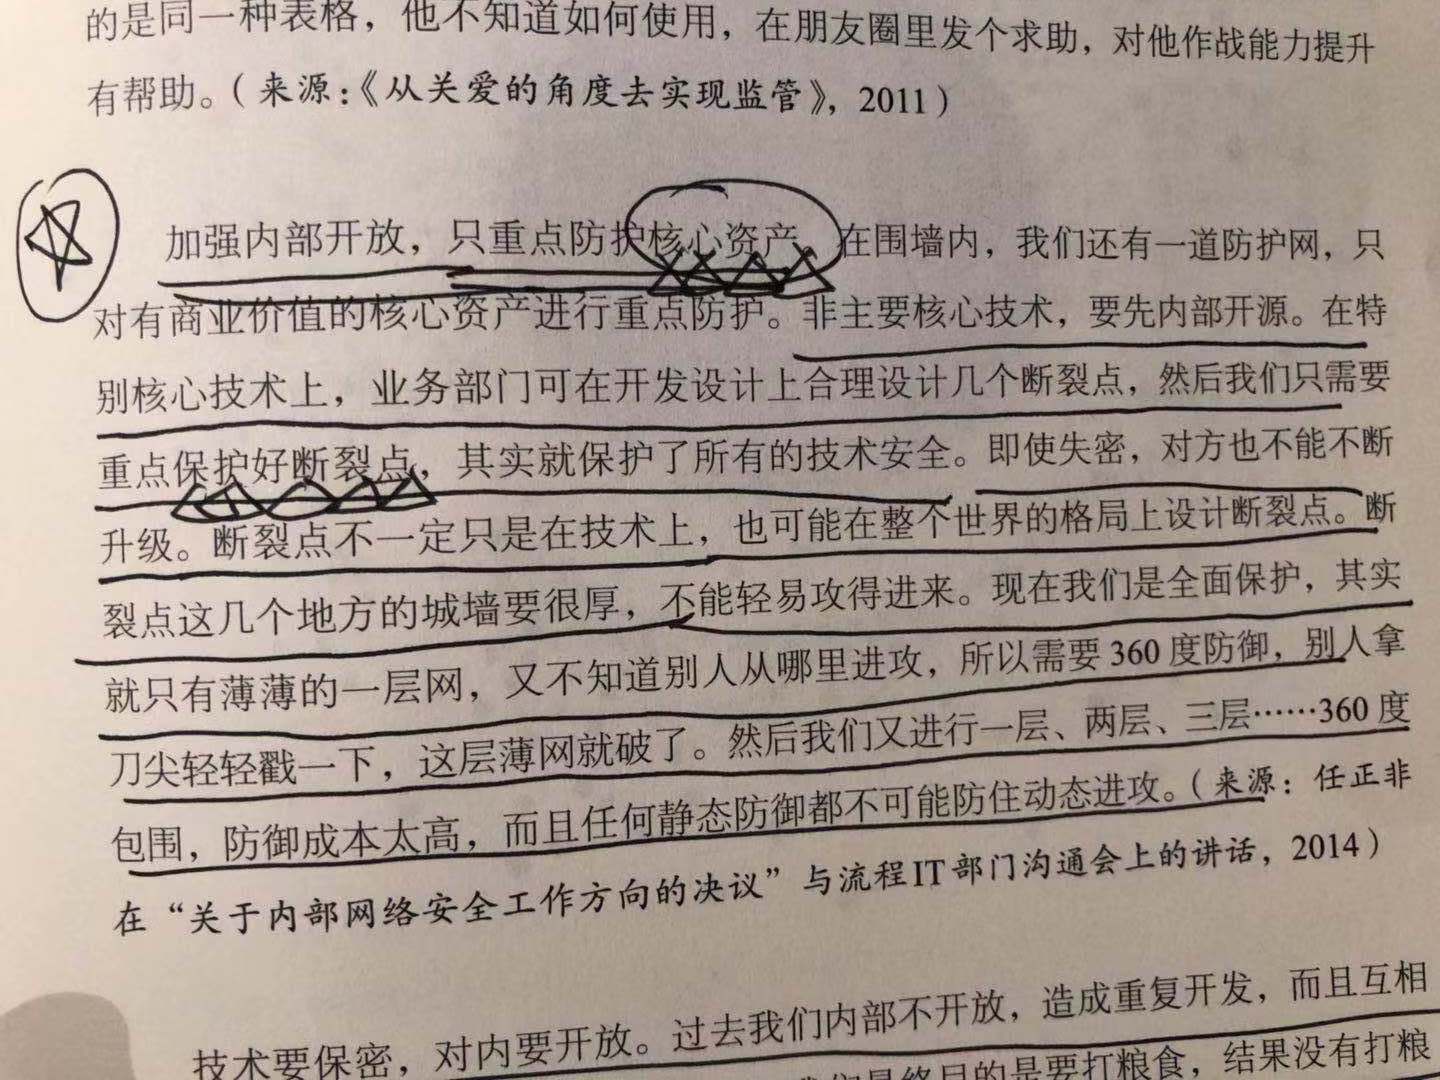 的是同一种表格，他不知道如何使用，在朋友圈里发个求助，对他作战能力提升
有帮助。（来源：《从关爱的角度去实现监管》，2011）
加强内部开放，只重点防护核心资产。在围墙内，我们还有一道防护网，只
对有商业价值的核心资产进行重点防护。非主要核心技术，要先内部开源。在特
别核心技术上，业务部门可在开发设计上合理设计几个断裂点，然后我们只需要
重点保护好断裂点，其实就保护了所有的技术安全。即使失密，对方也不能不断
升级。断裂点不一定只是在技术上，也可能在整个世界的格局上设计断裂点。断
裂点这几个地方的城墙要很厚，不能轻易攻得进来。现在我们是全面保护，其实
就只有薄薄的一层网，又不知道别人从哪里进攻，所以需要360度防御，别人拿
刀尖轻轻戳一下，这层薄网就破了。然后我们又进行一层、两层、三层……360度
包围，防御成本太高，而且任何静态防御都不可能防住动态进攻。（来源：任正非
在“关于内部网络安全工作方向的决议”与流程IT部门沟通会上的讲话，2014）
技术要保密，对内要开放。过去我们内部不开放，造成重复开发，而且互相
们最终目的是要打粮食，结果没有打粮